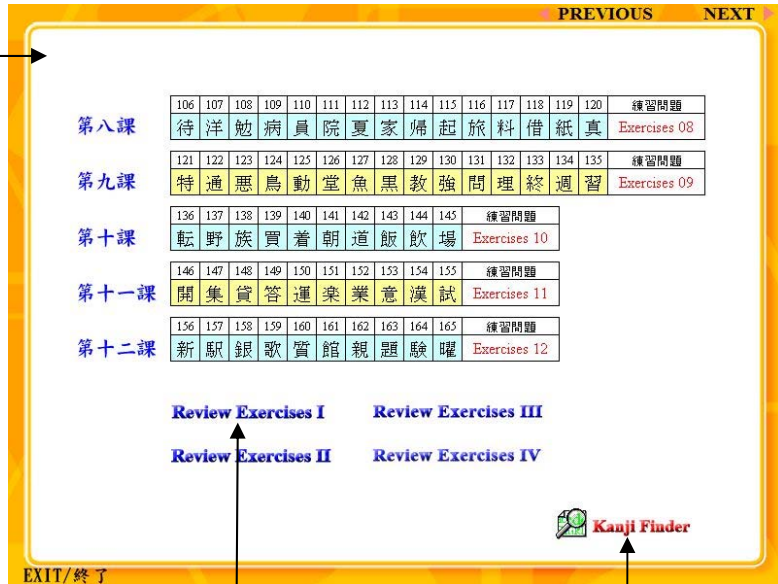 PREVIOUS NEXT
106 107 108 109 110 111 112 113 114 115 116 117 118 119 120 練習問題
第八課 待 洋 勉 病 員 院 夏 家 帰 起 旅 料 借 紙 真 Exercises 08
121 122 123 124 125 126 127 128 129 130 131 132 133 134 135 練習問題
第九課 特 通 悪 鳥 動 堂 魚 黒 教 強 問 理 終 週 習 Exercises 09
136 137 138 139 140 141 142 143 144 145 練習問題
第十課 転 野 族 買 着 朝 道 飯 飲 場 Exercises 10
146 147 148 149 150 151 152 153 154 155 練習問題
第十一課 開 集 貸 答 運 楽 業 意 漢 試 Exercises 11
156 157 158 159 160 161 162 163 164 165 練習問題
第十二課 新 駅 銀 歌 質 館 親 題 験 曜 Exercises 12
Review Exercises I Review Exercises III
Review Exercises II Review Exercises IV
Kanji Finder
EXIT/終了